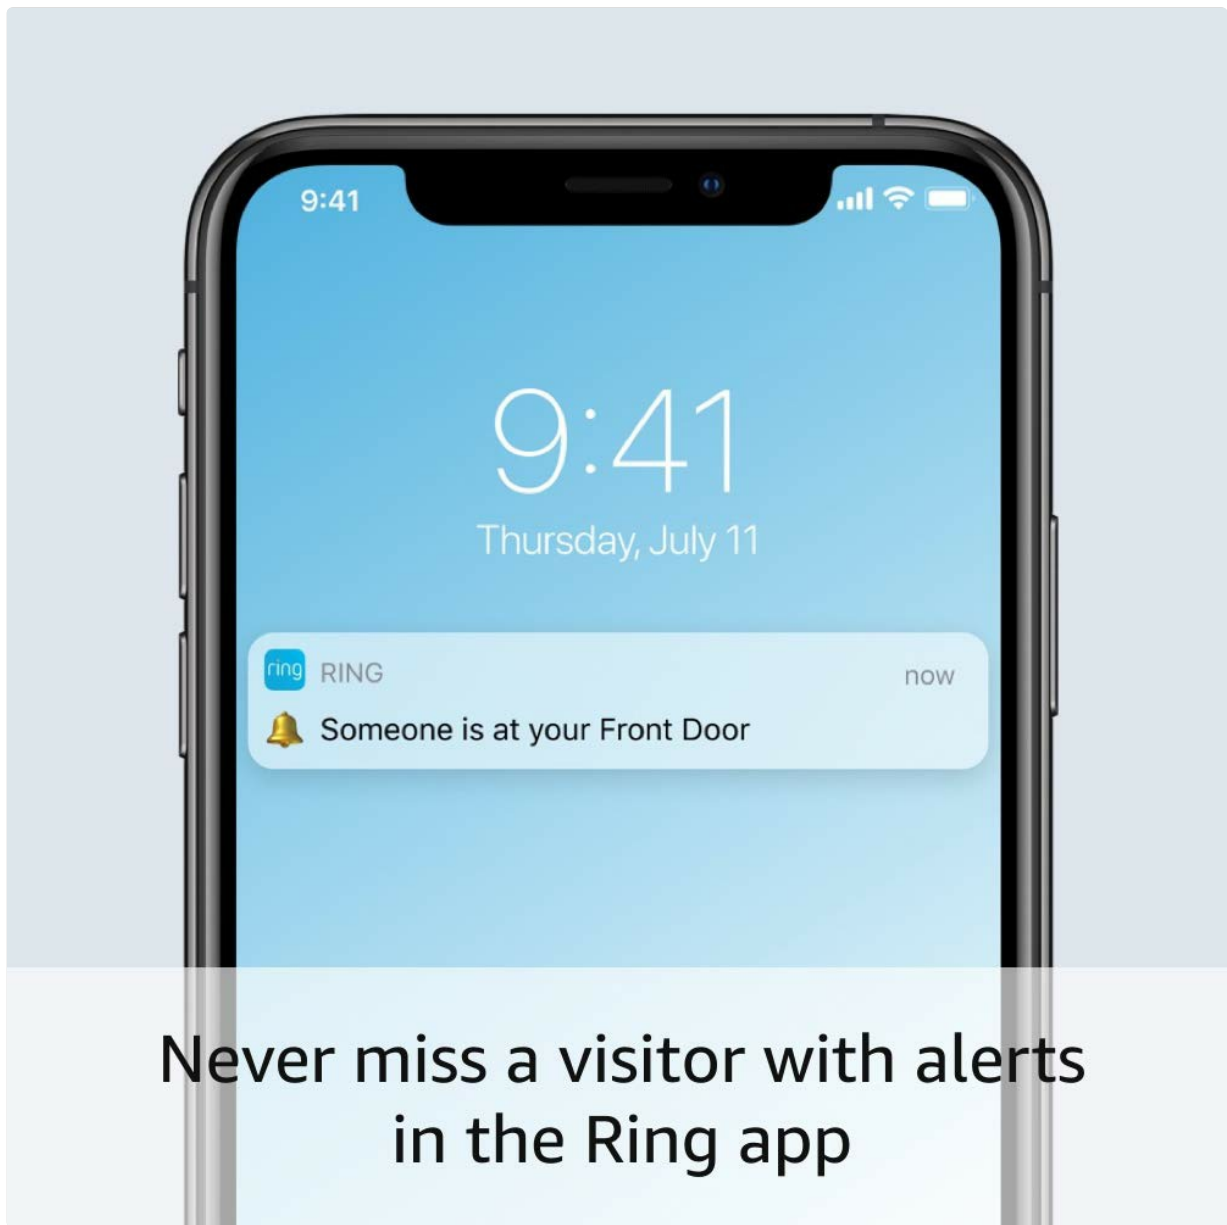 9:41
9:41
Thursday, July 11
ring RING now
🔔 Someone is at your Front Door
Never miss a visitor with alerts
in the Ring app